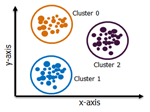 Cluster 0
y-axis
Cluster 2
Cluster 1
x-axis